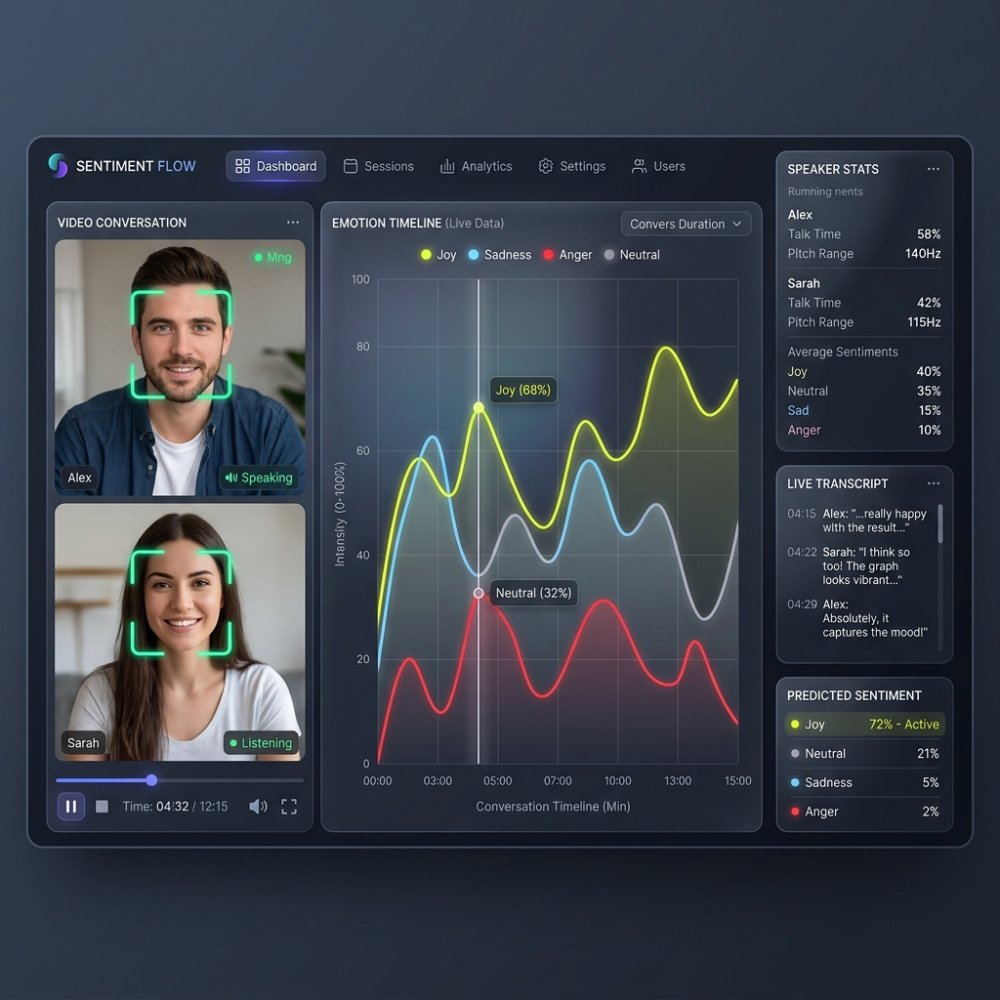 SENTIMENT FLOW
Dashboard
Sessions
Analytics
Settings
Users
VIDEO CONVERSATION
Mng
Alex
Speaking
Sarah
Listening
Time: 04:32 / 12:15
EMOTION TIMELINE (Live Data)
Convers Duration
Joy
Sadness
Anger
Neutral
100
80
60
40
20
0
Intensity (0-100%)
Joy (68%)
Neutral (32%)
00:00
03:00
05:00
07:00
10:00
13:00
15:00
Conversation Timeline (Min)
SPEAKER STATS
Rumming nents
Alex
Talk Time 58%
Pitch Range 140Hz
Sarah
Talk Time 42%
Pitch Range 115Hz
Average Sentiments
Joy 40%
Neutral 35%
Sad 15%
Anger 10%
LIVE TRANSCRIPT
04:15 Alex: "...really happy
with the result..."
04:22 Sarah: "I think so
too! The graph
looks vibrant..."
04:29 Alex:
Absolutely, it
captures the mood!"
PREDICTED SENTIMENT
Joy 72% - Active
Neutral 21%
Sadness 5%
Anger 2%